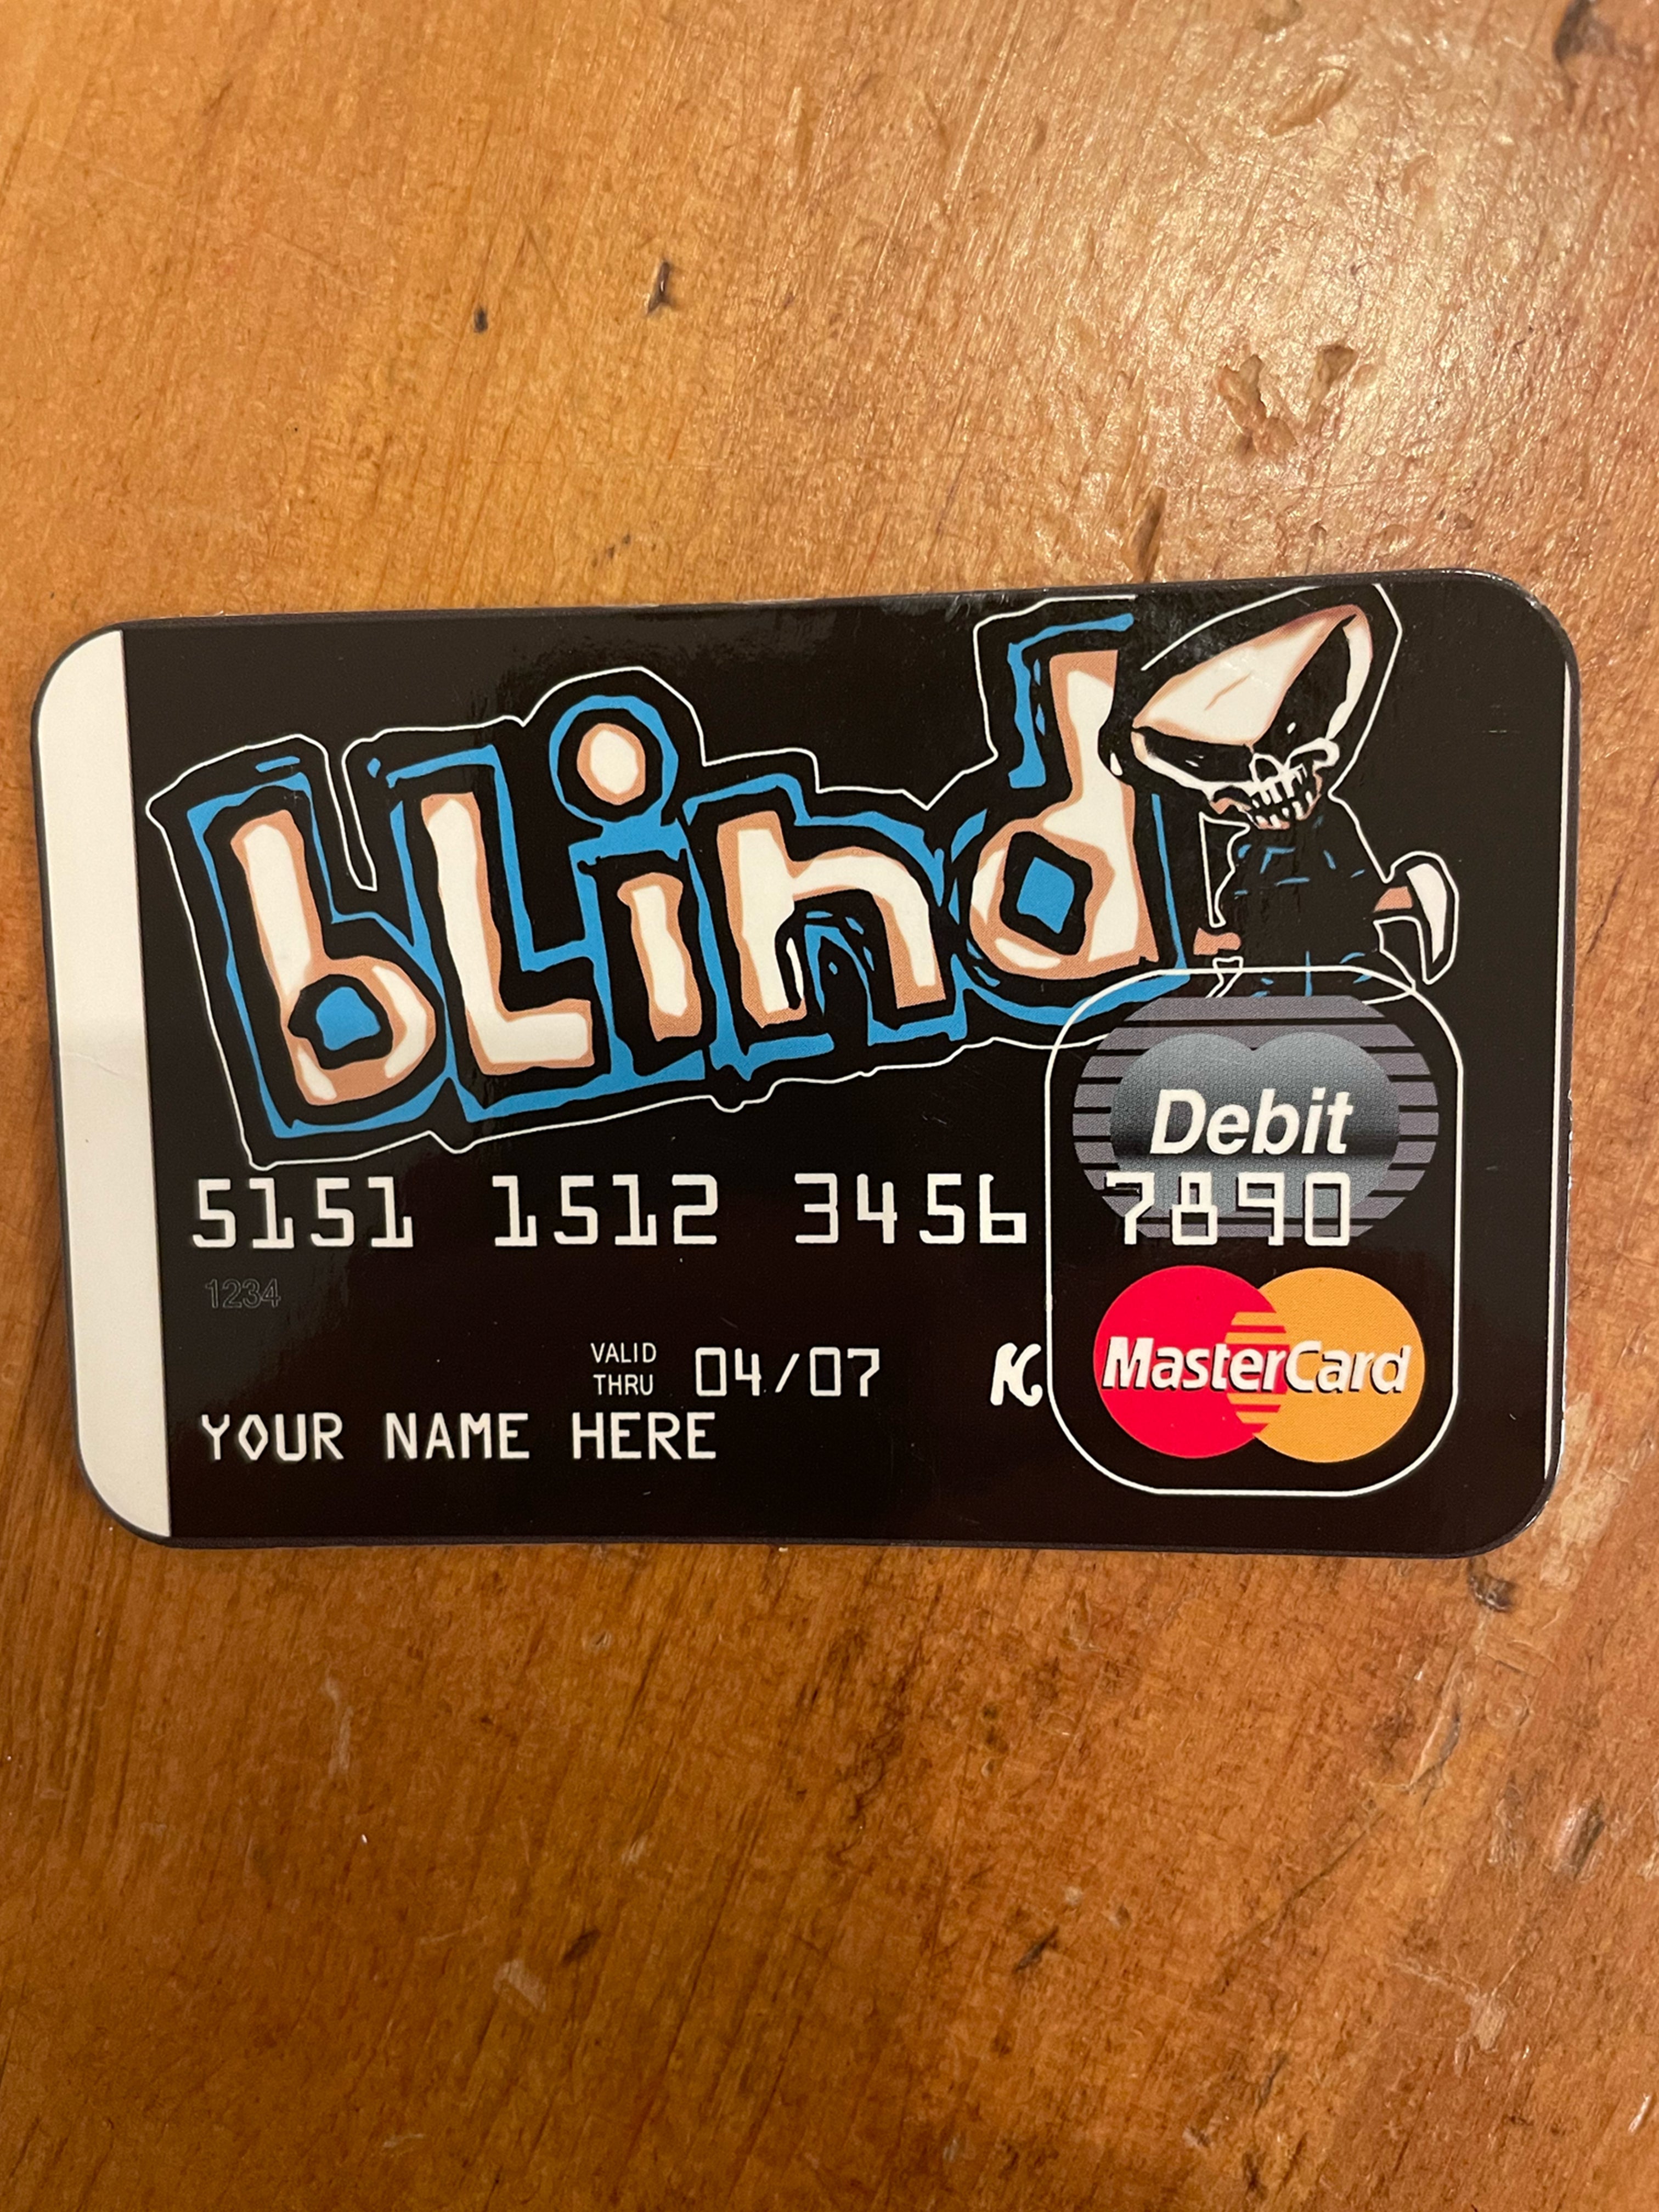 blind
Debit
5151 1512 3456 7890
1234
VALID THRU 04/07
MasterCard
YOUR NAME HERE